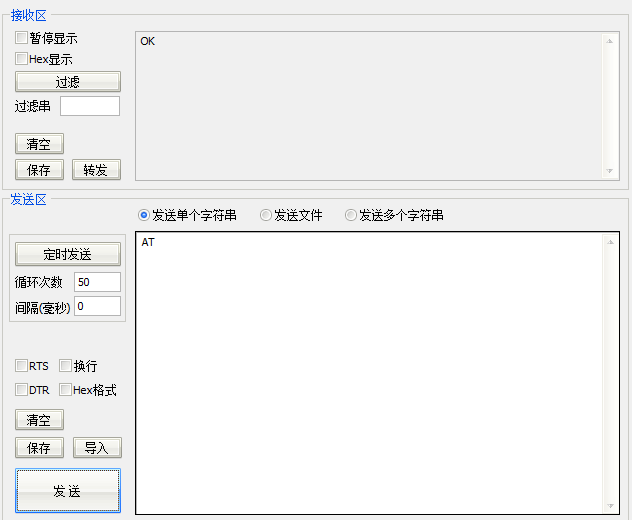 接收区
暂停显示
Hex显示
过滤
过滤串
清空
保存 转发
OK
发送区
发送单个字符串 发送文件 发送多个字符串
定时发送
循环次数 50
间隔(毫秒) 0
RTS 换行
DTR Hex格式
清空
保存 导入
发 送
AT